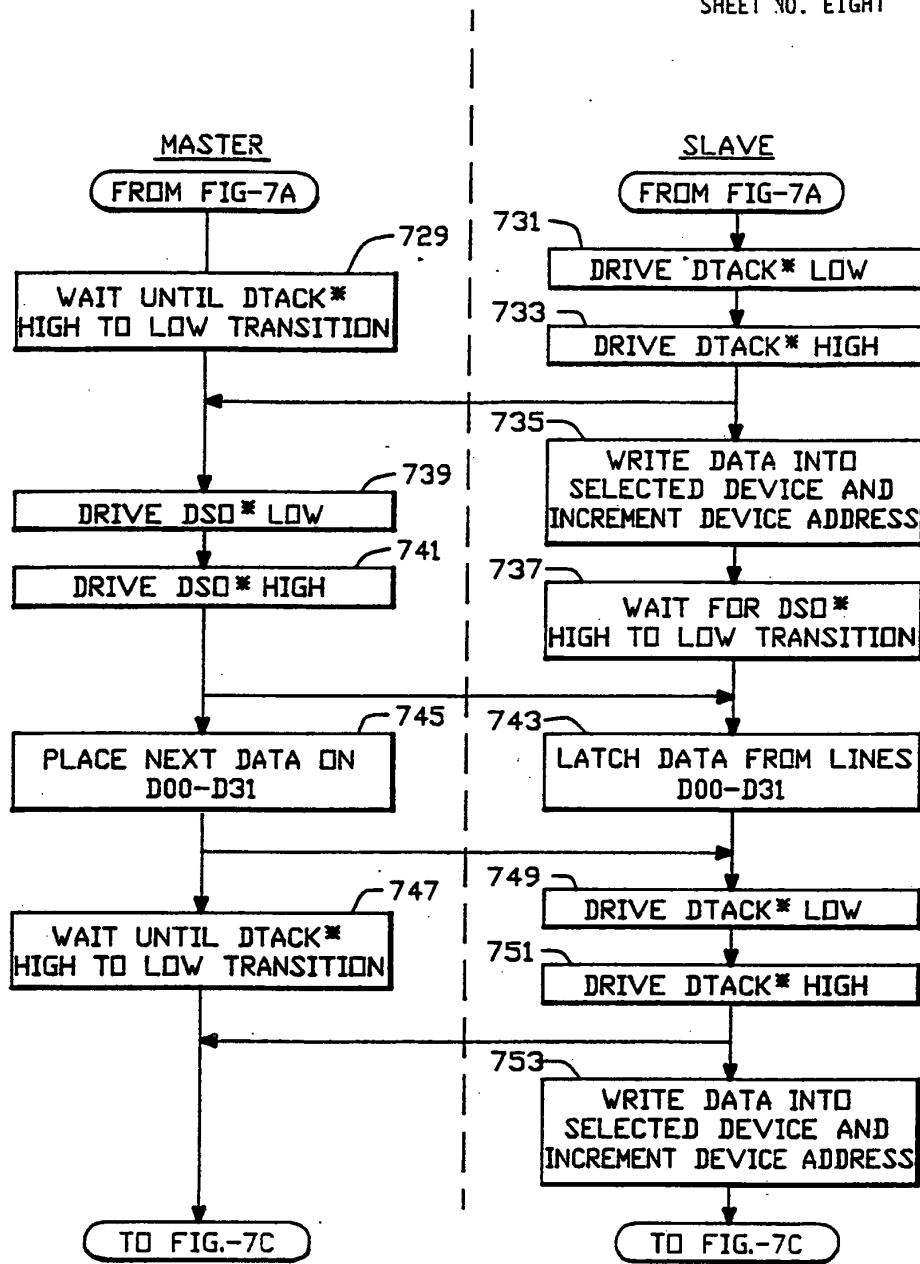 SHEET NO. EIGHT
MASTER
FROM FIG-7A
729
WAIT UNTIL DTACK*
HIGH TO LOW TRANSITION
739
DRIVE DS0* LOW
741
DRIVE DS0* HIGH
745
PLACE NEXT DATA ON
D00-D31
747
WAIT UNTIL DTACK*
HIGH TO LOW TRANSITION
TO FIG.-7C
SLAVE
FROM FIG-7A
731
DRIVE DTACK* LOW
733
DRIVE DTACK* HIGH
735
WRITE DATA INTO
SELECTED DEVICE AND
INCREMENT DEVICE ADDRESS
737
WAIT FOR DS0*
HIGH TO LOW TRANSITION
743
LATCH DATA FROM LINES
D00-D31
749
DRIVE DTACK* LOW
751
DRIVE DTACK* HIGH
753
WRITE DATA INTO
SELECTED DEVICE AND
INCREMENT DEVICE ADDRESS
TO FIG.-7C